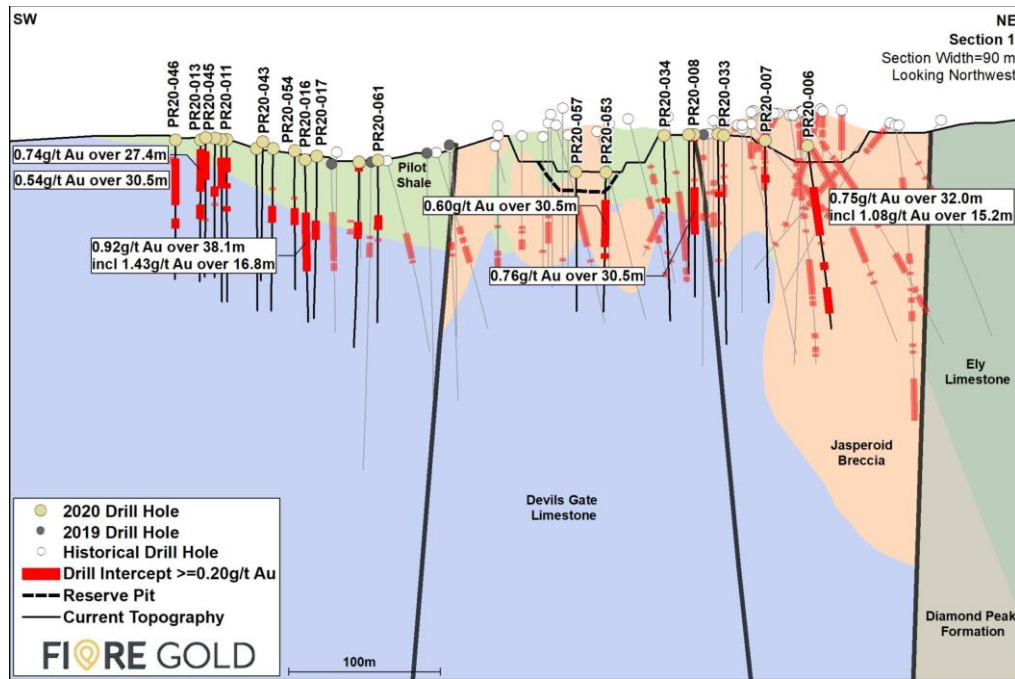 SW
NE
Section 1
Section Width=90 m
Looking Northwest
PR20-046
PR20-013
PR20-045
PR20-011
PR20-043
PR20-054
PR20-016
PR20-017
PR20-061
PR20-057
PR20-053
PR20-034
PR20-008
PR20-033
PR20-007
PR20-006
0.74g/t Au over 27.4m
0.54g/t Au over 30.5m
Pilot
Shale
0.92g/t Au over 38.1m
incl 1.43g/t Au over 16.8m
0.60g/t Au over 30.5m
0.76g/t Au over 30.5m
0.75g/t Au over 32.0m
incl 1.08g/t Au over 15.2m
Ely
Limestone
Jasperoid
Breccia
Devils Gate
Limestone
Diamond Peak
Formation
2020 Drill Hole
2019 Drill Hole
Historical Drill Hole
Drill Intercept >=0.20g/t Au
Reserve Pit
Current Topography
FIORE GOLD
100m